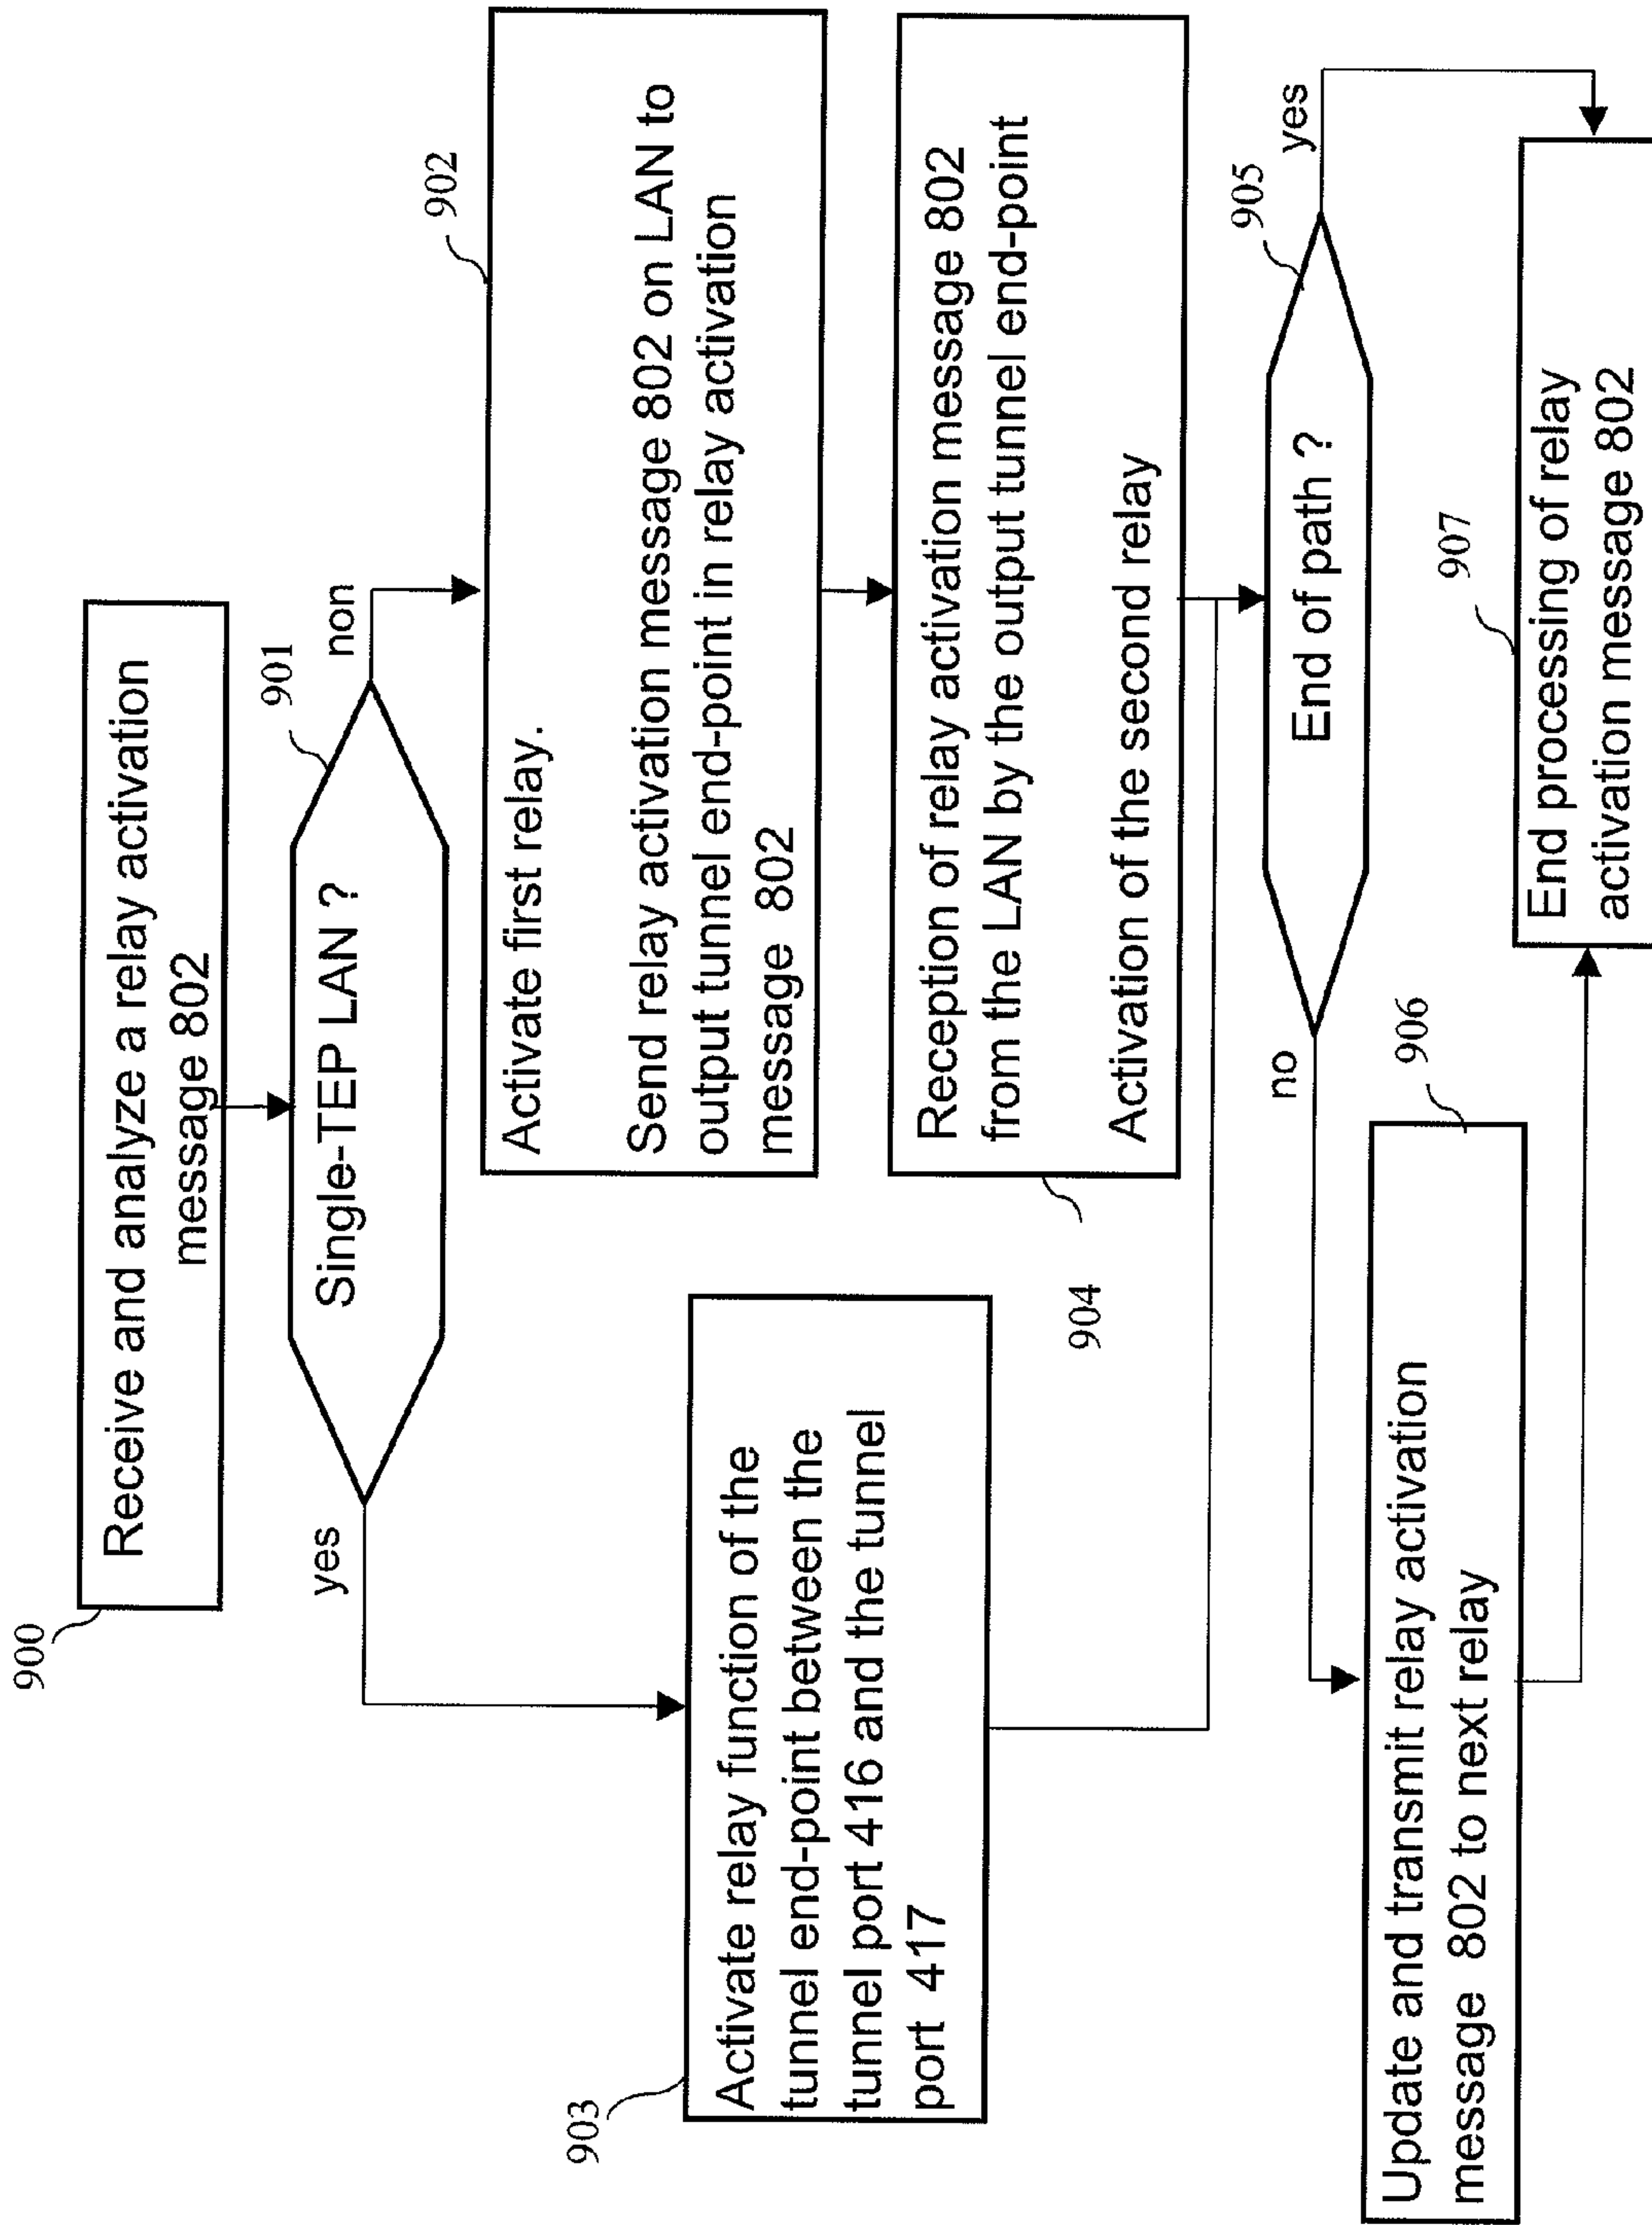 900
Receive and analyze a relay activation
message 802
901
Single-TEP LAN ?
yes
non
902
Activate first relay.
Send relay activation message 802 on LAN to
output tunnel end-point in relay activation
message 802
903
Activate relay function of the
tunnel end-point between the
tunnel port 416 and the tunnel
port 417
904
Reception of relay activation message 802
from the LAN by the output tunnel end-point
Activation of the second relay
905
End of path ?
no
yes
906
Update and transmit relay activation
message 802 to next relay
907
End processing of relay
activation message 802